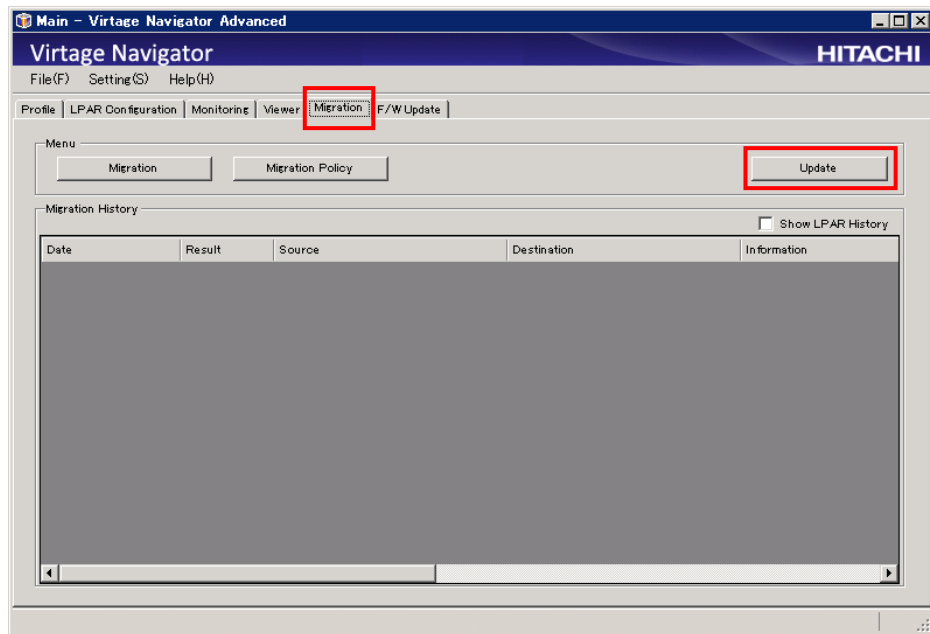 Main - Virtage Navigator Advanced
Virtage Navigator HITACHI
File(F) Setting(S) Help(H)
Profile LPAR Configuration Monitoring Viewer Migration F/W Update
Menu
Migration Migration Policy Update
Migration History
Show LPAR History
Date Result Source Destination Information